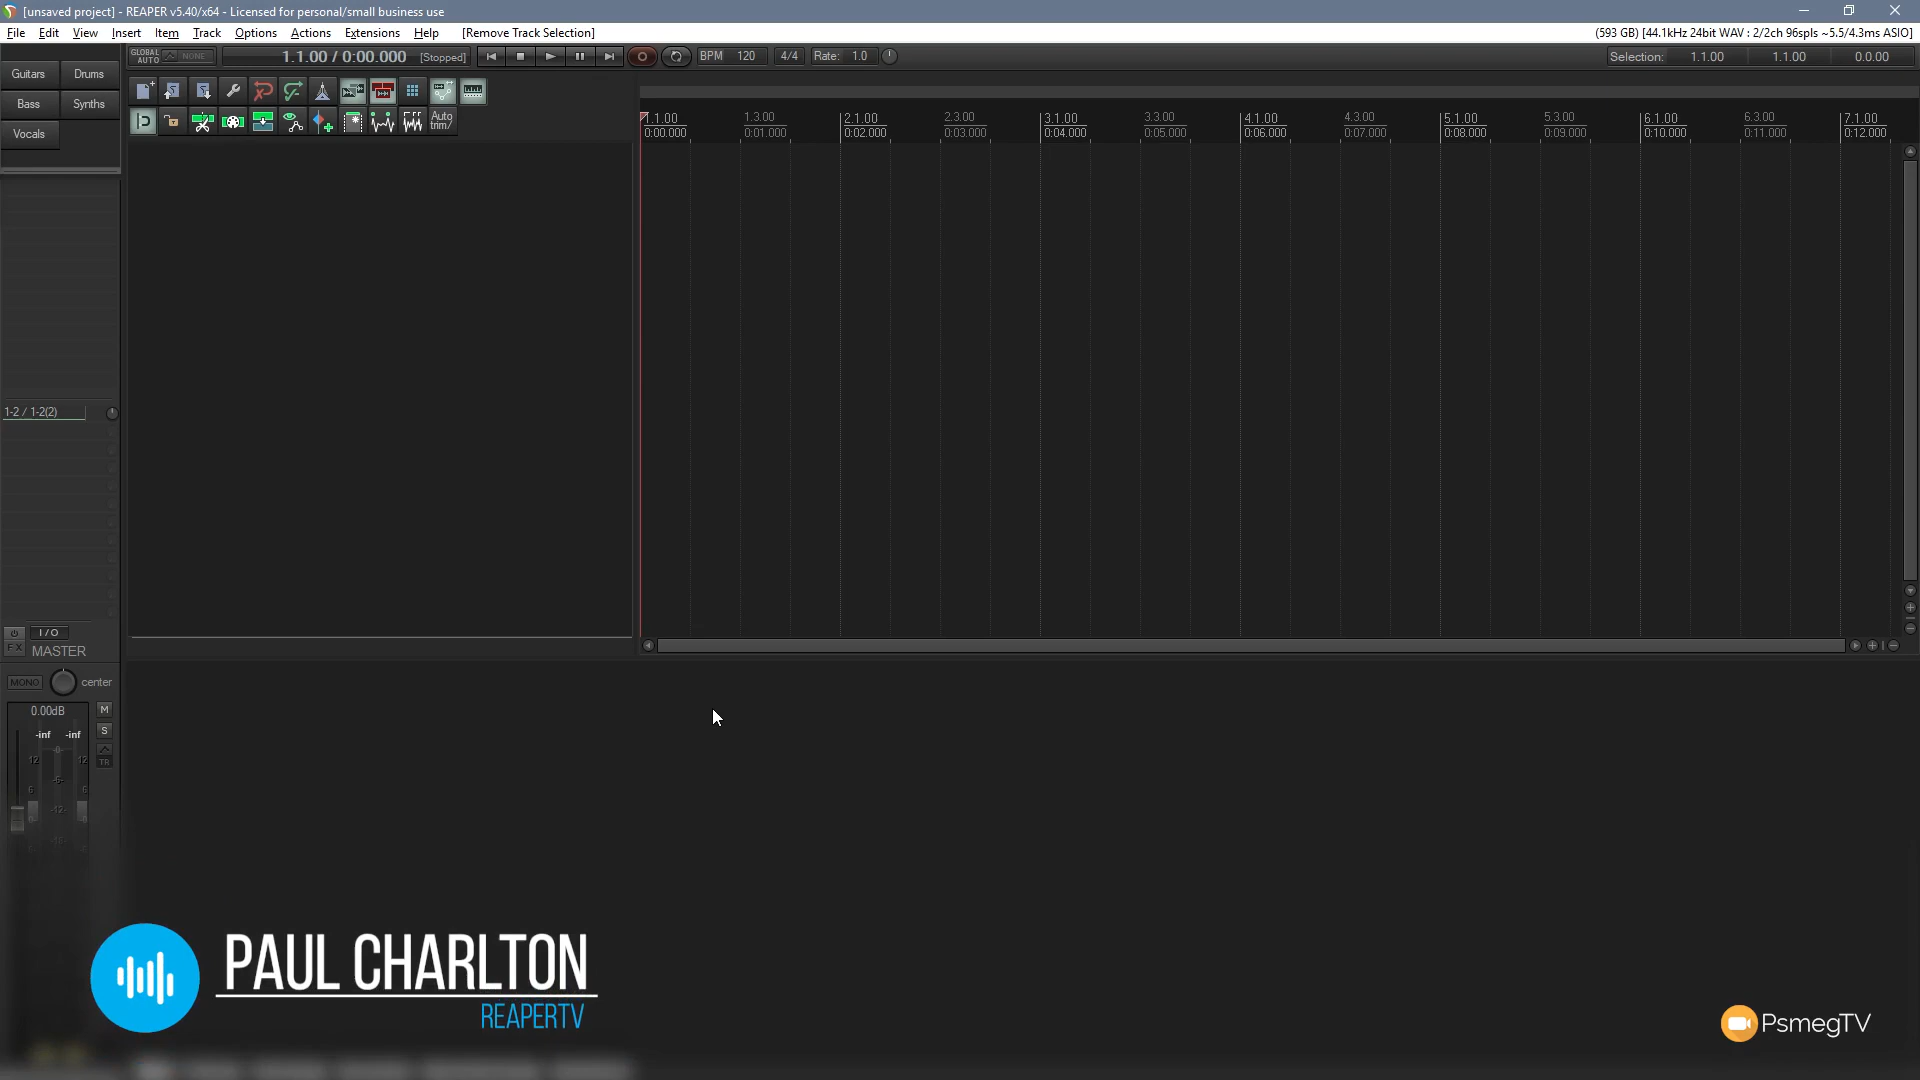 [unsaved project] - REAPER v5.40/x64 - Licensed for personal/small business use
File Edit View Insert Item Track Options Actions Extensions Help [Remove Track Selection]
(593 GB) [44.1kHz 24bit WAV : 2/2ch 96spls ~5.5/4.3ms ASIO]
GLOBAL AUTO NONE
1.1.00 / 0:00.000 [Stopped]
BPM 120 4/4 Rate: 1.0
Selection: 1.1.00 1.1.00 0.0.00
Guitars Drums
Bass Synths
Vocals
Auto
trim/
1.1.00 1.3.00 2.1.00 2.3.00 3.1.00 3.3.00 4.1.00 4.3.00 5.1.00 5.3.00 6.1.00 6.3.00 7.1.00
0:00.000 0:01.000 0:02.000 0:03.000 0:04.000 0:05.000 0:06.000 0:07.000 0:08.000 0:09.000 0:10.000 0:11.000 0:12.000
1-2 / 1-2(2)
I/O
FX MASTER
MONO center
0.00dB M
S
-inf -inf
TR
12 12
-6-
6 6
-12-
PAUL CHARLTON
REAPERTV
PsmegTV